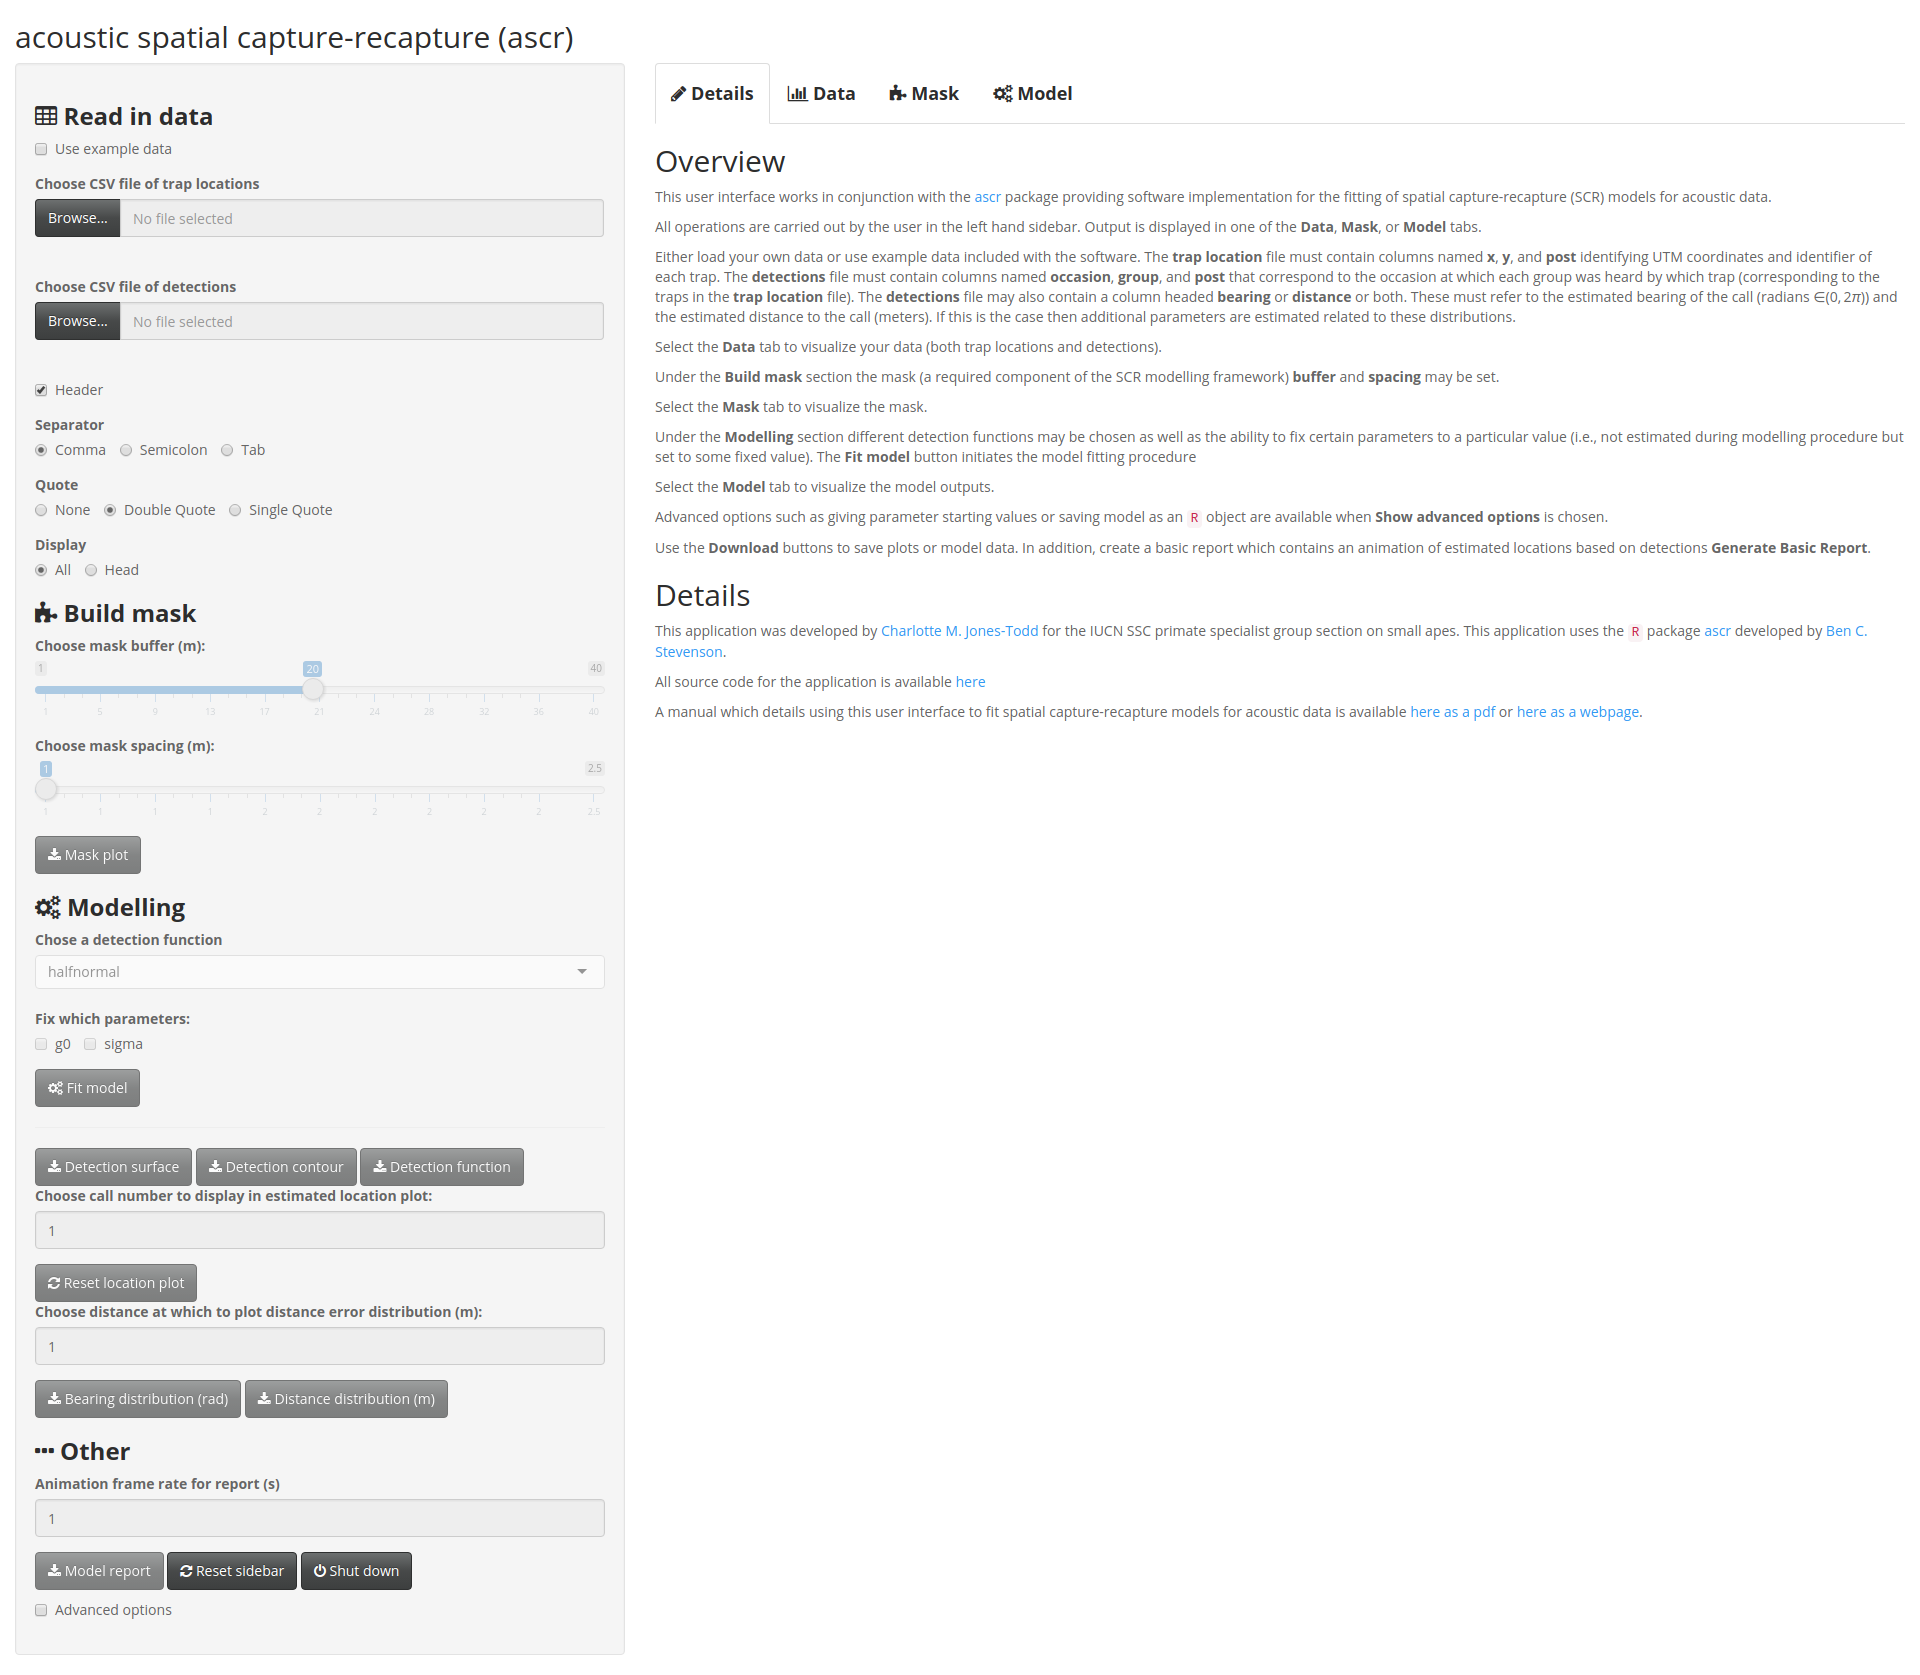 acoustic spatial capture-recapture (ascr)
Read in data
Use example data
Choose CSV file of trap locations
Browse... No file selected
Choose CSV file of detections
Browse... No file selected
Header
Separator
Comma Semicolon Tab
Quote
None Double Quote Single Quote
Display
All Head
Build mask
Choose mask buffer (m):
1 20 40
1 5 9 13 17 21 24 28 32 36 40
Choose mask spacing (m):
1 2.5
1 1 1 1 2 2 2 2 2 2 2.5
Mask plot
Modelling
Chose a detection function
halfnormal
Fix which parameters:
g0 sigma
Fit model
Detection surface Detection contour Detection function
Choose call number to display in estimated location plot:
1
Reset location plot
Choose distance at which to plot distance error distribution (m):
1
Bearing distribution (rad) Distance distribution (m)
Other
Animation frame rate for report (s)
1
Model report Reset sidebar Shut down
Advanced options
Details Data Mask Model
Overview
This user interface works in conjunction with the ascr package providing software implementation for the fitting of spatial capture-recapture (SCR) models for acoustic data.
All operations are carried out by the user in the left hand sidebar. Output is displayed in one of the Data, Mask, or Model tabs.
Either load your own data or use example data included with the software. The trap location file must contain columns named x, y, and post identifying UTM coordinates and identifier of
each trap. The detections file must contain columns named occasion, group, and post that correspond to the occasion at which each group was heard by which trap (corresponding to the
traps in the trap location file). The detections file may also contain a column headed bearing or distance or both. These must refer to the estimated bearing of the call (radians ∈(0, 2π)) and
the estimated distance to the call (meters). If this is the case then additional parameters are estimated related to these distributions.
Select the Data tab to visualize your data (both trap locations and detections).
Under the Build mask section the mask (a required component of the SCR modelling framework) buffer and spacing may be set.
Select the Mask tab to visualize the mask.
Under the Modelling section different detection functions may be chosen as well as the ability to fix certain parameters to a particular value (i.e., not estimated during modelling procedure but
set to some fixed value). The Fit model button initiates the model fitting procedure
Select the Model tab to visualize the model outputs.
Advanced options such as giving parameter starting values or saving model as an R object are available when Show advanced options is chosen.
Use the Download buttons to save plots or model data. In addition, create a basic report which contains an animation of estimated locations based on detections Generate Basic Report.
Details
This application was developed by Charlotte M. Jones-Todd for the IUCN SSC primate specialist group section on small apes. This application uses the R package ascr developed by Ben C.
Stevenson.
All source code for the application is available here
A manual which details using this user interface to fit spatial capture-recapture models for acoustic data is available here as a pdf or here as a webpage.